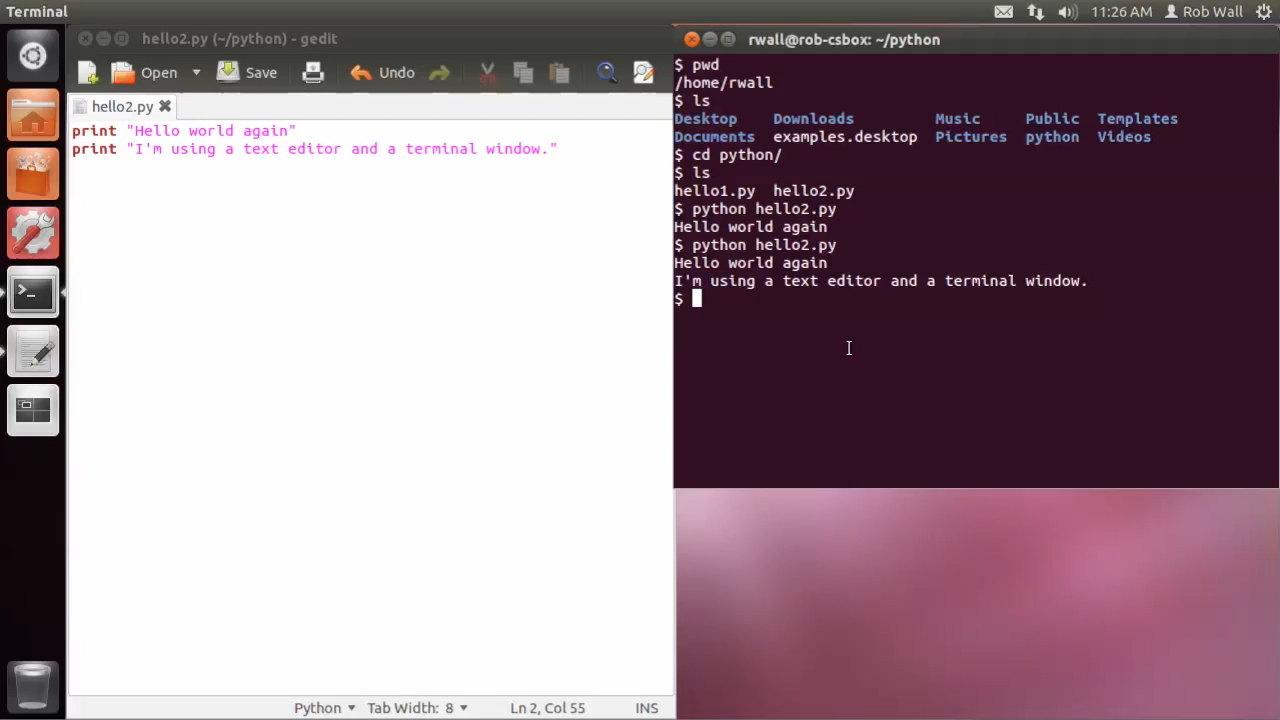 Terminal
11:26 AM
Rob Wall
hello2.py (~/python) - gedit
Open
Save
Undo
hello2.py
print "Hello world again"
print "I'm using a text editor and a terminal window."
Python
Tab Width: 8
Ln 2, Col 55
INS
rwall@rob-csbox: ~/python
$ pwd
/home/rwall
$ ls
Desktop Downloads Music Public Templates
Documents examples.desktop Pictures python Videos
$ cd python/
$ ls
hello1.py hello2.py
$ python hello2.py
Hello world again
$ python hello2.py
Hello world again
I'm using a text editor and a terminal window.
$